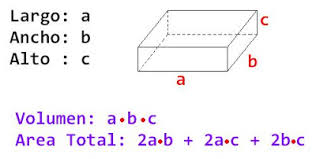 Largo: a
Ancho: b
Alto : c
c
b
a
Volumen: a•b•c
Area Total: 2a•b + 2a•c + 2b•c